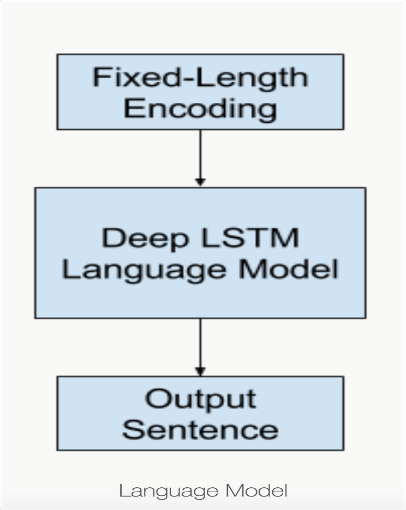 Fixed-Length
Encoding
Deep LSTM
Language Model
Output
Sentence
Language Model